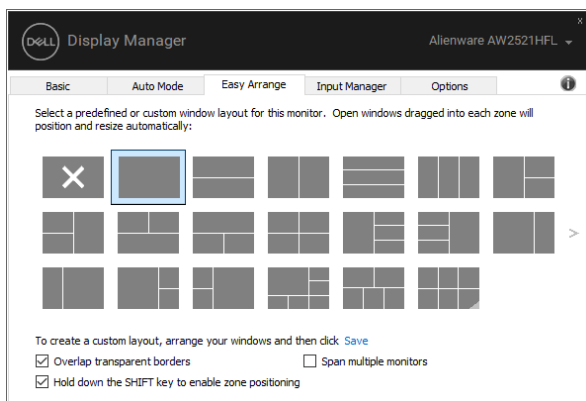 DELL Display Manager Alienware AW2521HFL
Basic Auto Mode Easy Arrange Input Manager Options
Select a predefined or custom window layout for this monitor. Open windows dragged into each zone will
position and resize automatically:
To create a custom layout, arrange your windows and then click Save
Overlap transparent borders Span multiple monitors
Hold down the SHIFT key to enable zone positioning